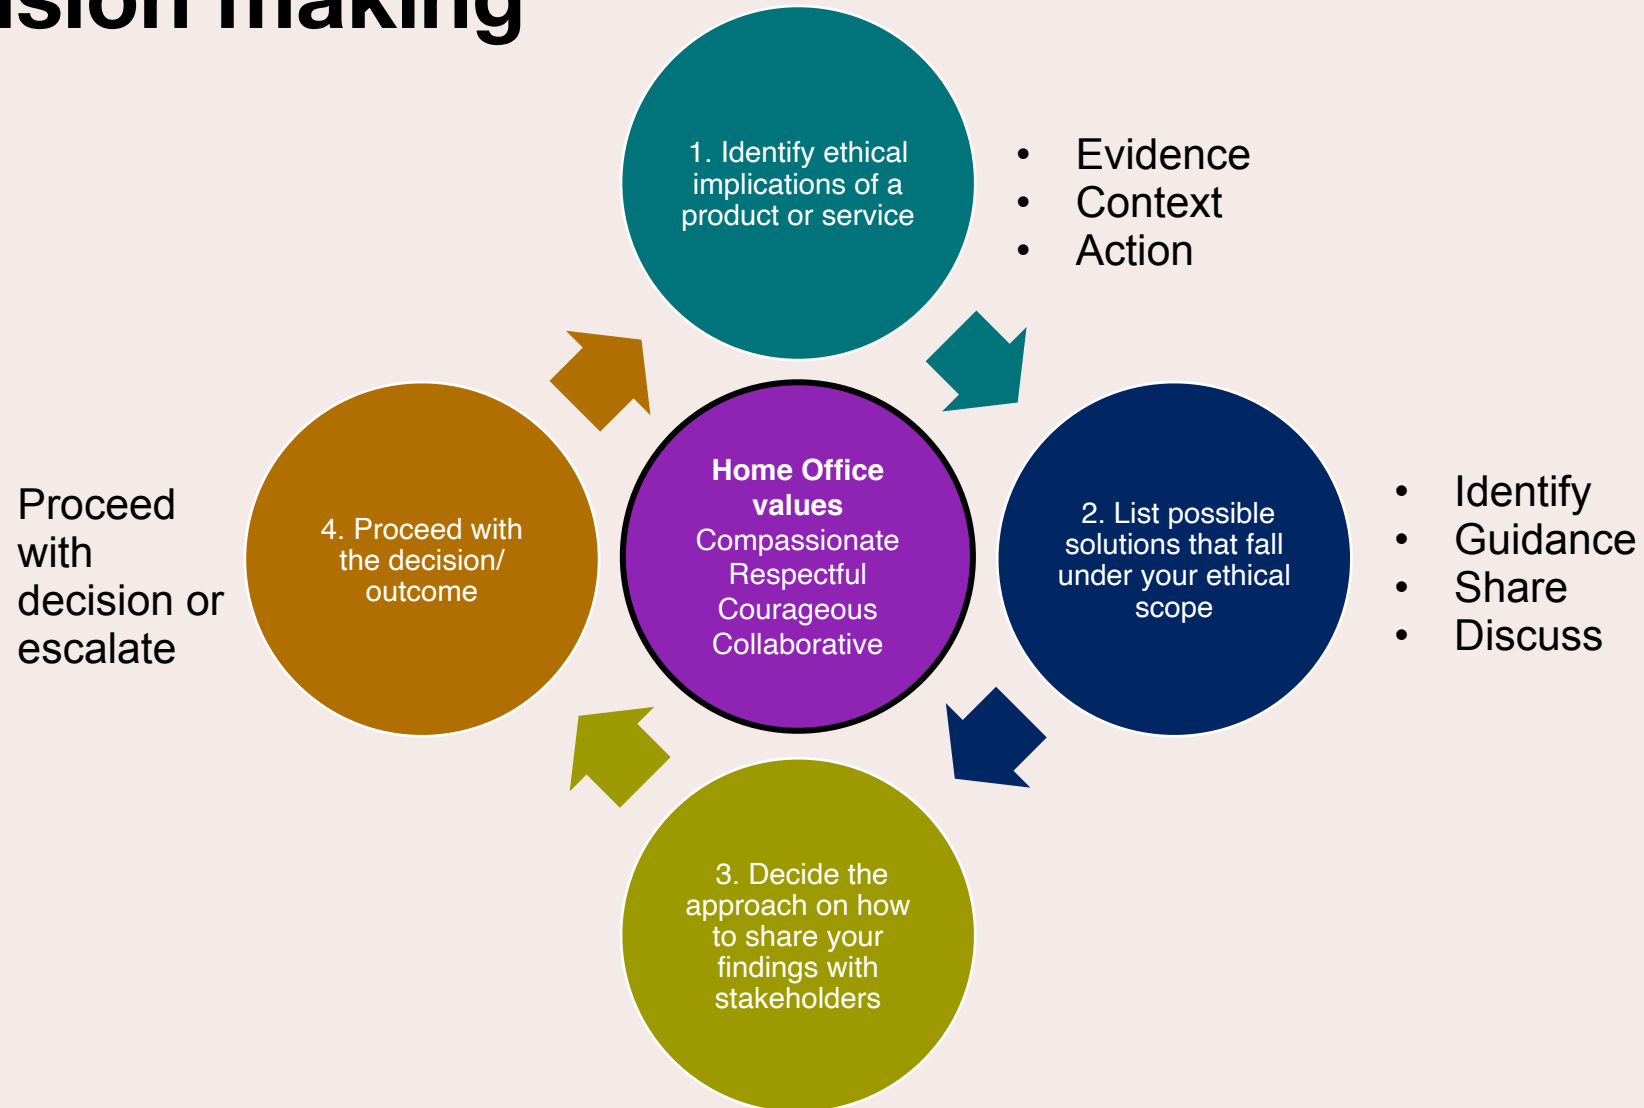 making
1. Identify ethical
implications of a
product or service
• Evidence
• Context
• Action
Home Office
values
Compassionate
Respectful
Courageous
Collaborative
2. List possible
solutions that fall
under your ethical
scope
• Identify
• Guidance
• Share
• Discuss
3. Decide the
approach on how
to share your
findings with
stakeholders
4. Proceed with
the decision/
outcome
Proceed
with
decision or
escalate